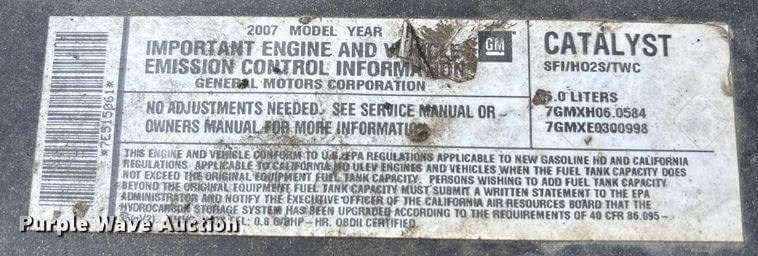 2007 MODEL YEAR
IMPORTANT ENGINE AND VEHICLE
EMISSION CONTROL INFORMATION
GENERAL MOTORS CORPORATION
GM
CATALYST
SFI/HO2S/TWC
*7E515061*
NO ADJUSTMENTS NEEDED. SEE SERVICE MANUAL OR
OWNERS MANUAL FOR MORE INFORMATION
.0 LITERS
7GMXH06.0584
7GMXE0300998
THIS ENGINE AND VEHICLE CONFORM TO U.S. EPA REGULATIONS APPLICABLE TO NEW GASOLINE HD AND CALIFORNIA
REGULATIONS APPLICABLE TO CALIFORNIA MD ULEV ENGINES AND VEHICLES WHEN THE FUEL TANK CAPACITY DOES
NOT EXCEED THE ORIGINAL EQUIPMENT FUEL TANK CAPACITY. PERSONS WISHING TO ADD FUEL TANK CAPACITY
BEYOND THE ORIGINAL EQUIPMENT FUEL TANK CAPACITY MUST SUBMIT A WRITTEN STATEMENT TO THE EPA
ADMINISTRATOR AND NOTIFY THE EXECUTIVE OFFICER OF THE CALIFORNIA AIR RESOURCES BOARD THAT THE
HYDROCARBON STORAGE SYSTEM HAS BEEN UPGRADED ACCORDING TO THE REQUIREMENTS OF 40 CFR 86.095-
0.8 G/BHP-HR. OBDII CERTIFIED.
Purple Wave Auction